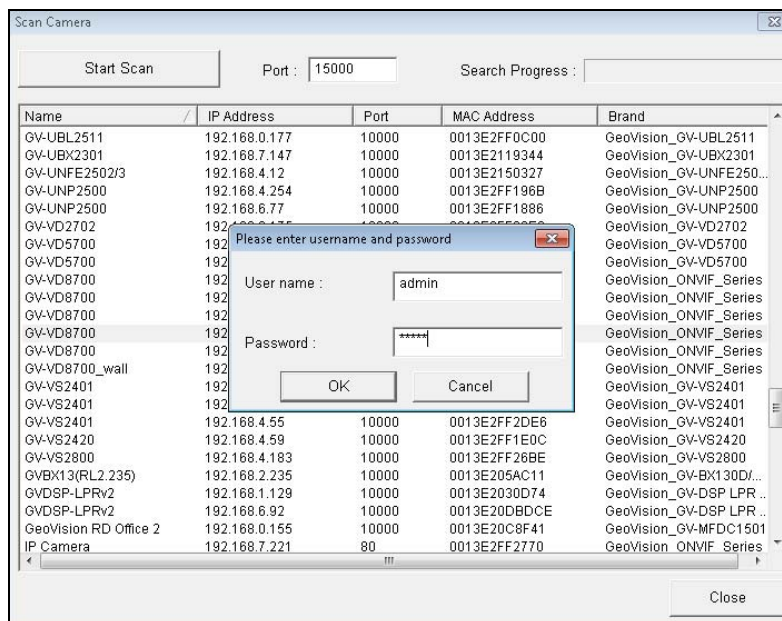 Scan Camera
Start Scan Port : 15000 Search Progress :
Name IP Address Port MAC Address Brand
GV-UBL2511 192.168.0.177 10000 0013E2FF0C00 GeoVision_GV-UBL2511
GV-UBX2301 192.168.7.147 10000 0013E2119344 GeoVision_GV-UBX2301
GV-UNFE2502/3 192.168.4.12 10000 0013E2150327 GeoVision_GV-UNFE250...
GV-UNP2500 192.168.4.254 10000 0013E2FF196B GeoVision_GV-UNP2500
GV-UNP2500 192.168.6.77 10000 0013E2FF1886 GeoVision_GV-UNP2500
GV-VD2702 GeoVision_GV-VD2702
GV-VD5700 192 GeoVision_GV-VD5700
GV-VD5700 192 GeoVision_GV-VD5700
GV-VD8700 192 GeoVision_ONVIF_Series
GV-VD8700 192 GeoVision_ONVIF_Series
GV-VD8700 192 GeoVision_ONVIF_Series
GV-VD8700 192 GeoVision_ONVIF_Series
GV-VD8700 192 GeoVision_ONVIF_Series
GV-VD8700_wall 192 GeoVision_ONVIF_Series
GV-VS2401 192 GeoVision_GV-VS2401
GV-VS2401 192 GeoVision_GV-VS2401
GV-VS2401 192.168.4.55 10000 0013E2FF2DE6 GeoVision_GV-VS2401
GV-VS2420 192.168.4.59 10000 0013E2FF1E0C GeoVision_GV-VS2420
GV-VS2800 192.168.4.183 10000 0013E2FF26BE GeoVision_GV-VS2800
GVBX13(RL2.235) 192.168.2.235 10000 0013E205AC11 GeoVision_GV-BX130D/...
GVDSP-LPRv2 192.168.1.129 10000 0013E2030D74 GeoVision_GV-DSP LPR ...
GVDSP-LPRv2 192.168.6.92 10000 0013E20DBDCE GeoVision_GV-DSP LPR ...
GeoVision RD Office 2 192.168.0.155 10000 0013E20C8F41 GeoVision_GV-MFDC1501
IP Camera 192.168.7.221 80 0013E2FF2770 GeoVision_ONVIF_Series
Please enter username and password
User name : admin
Password : *****
OK Cancel
Close